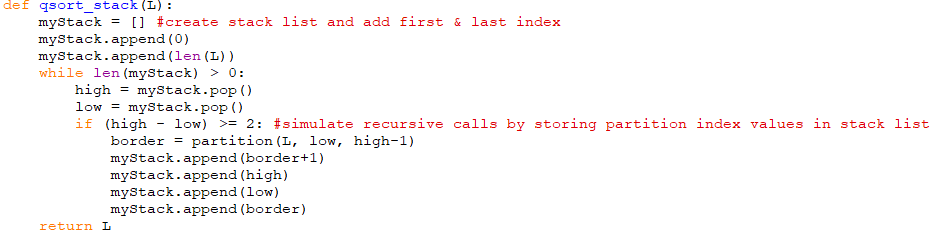 def qsort_stack(L):
    myStack = [] #create stack list and add first & last index
    myStack.append(0)
    myStack.append(len(L))
    while len(myStack) > 0:
        high = myStack.pop()
        low = myStack.pop()
        if (high - low) >= 2: #simulate recursive calls by storing partition index values in stack list
            border = partition(L, low, high-1)
            myStack.append(border+1)
            myStack.append(high)
            myStack.append(low)
            myStack.append(border)
    return L